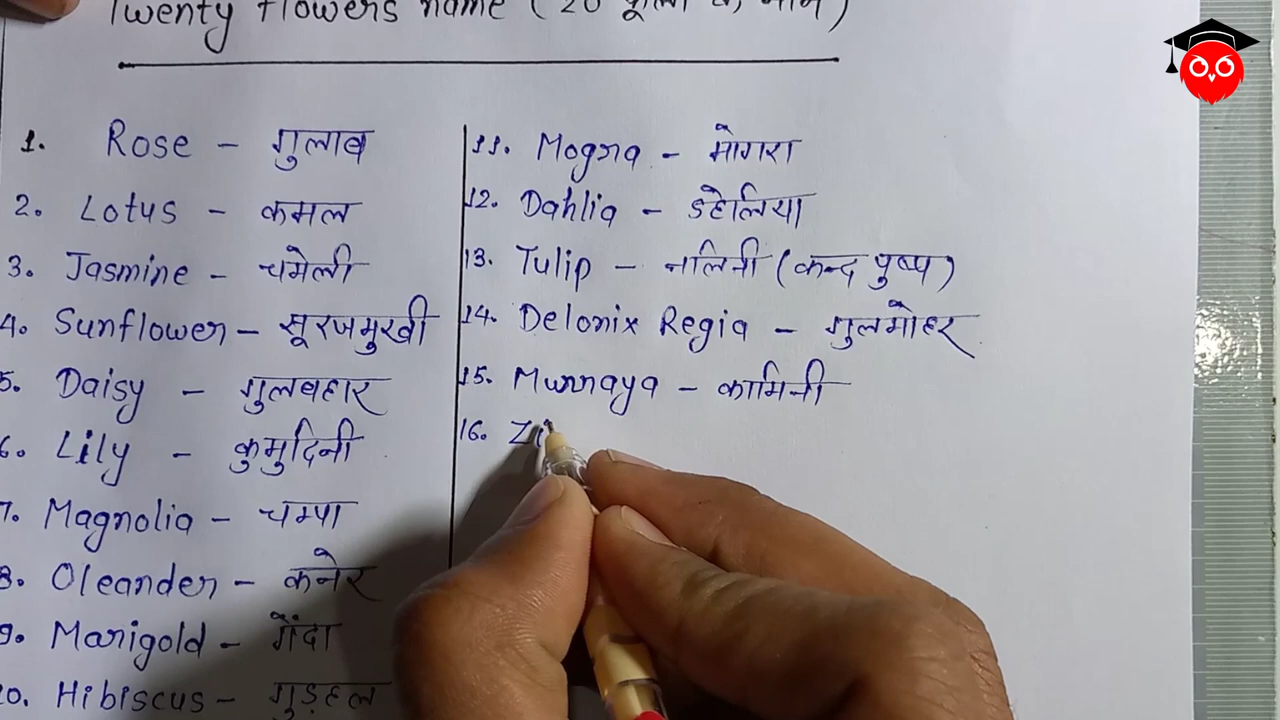 Twenty flowers name (20 फूलों के नाम)
1. Rose - गुलाब
2. Lotus - कमल
3. Jasmine - चमेली
4. Sunflower - सूरजमुखी
5. Daisy - गुलबहार
6. Lily - कुमुदिनी
7. Magnolia - चम्पा
8. Oleander - कनेर
9. Marigold - गेंदा
10. Hibiscus - गुड़हल
11. Mogra - मोगरा
12. Dahlia - डहेलिया
13. Tulip - नलिनी (कन्द पुष्प)
14. Delonix Regia - गुलमोहर
15. Murraya - कामिनी
16.